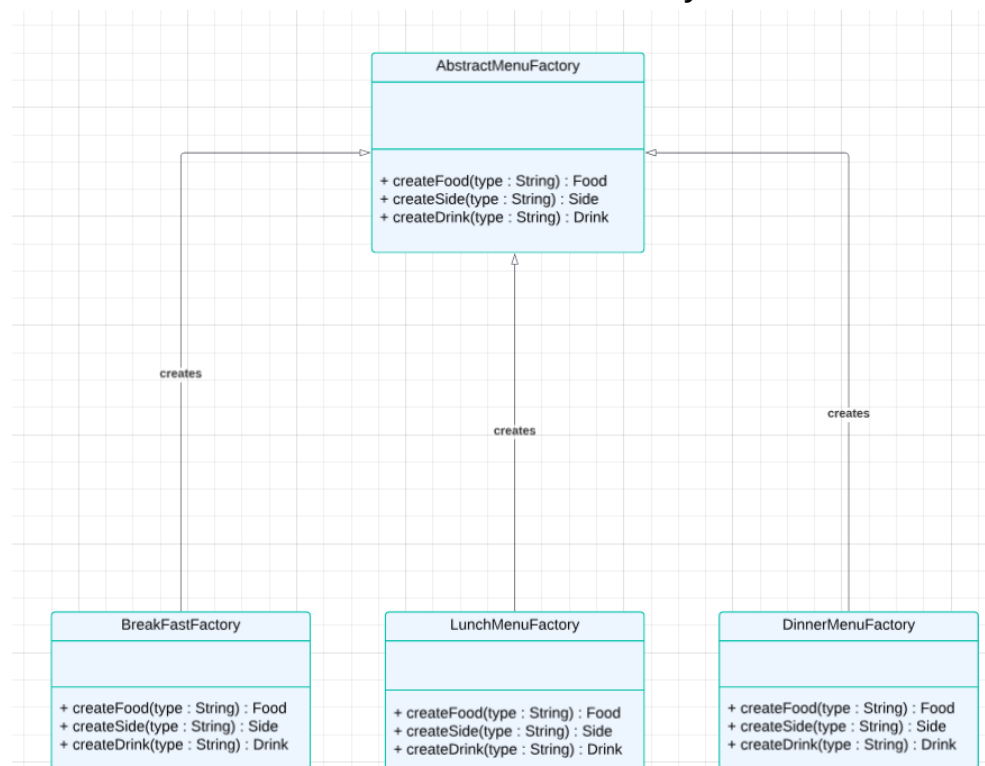 AbstractMenuFactory
+ createFood(type : String) : Food
+ createSide(type : String) : Side
+ createDrink(type : String) : Drink
creates
creates
creates
BreakFastFactory
+ createFood(type : String) : Food
+ createSide(type : String) : Side
+ createDrink(type : String) : Drink
LunchMenuFactory
+ createFood(type : String) : Food
+ createSide(type : String) : Side
+ createDrink(type : String) : Drink
DinnerMenuFactory
+ createFood(type : String) : Food
+ createSide(type : String) : Side
+ createDrink(type : String) : Drink